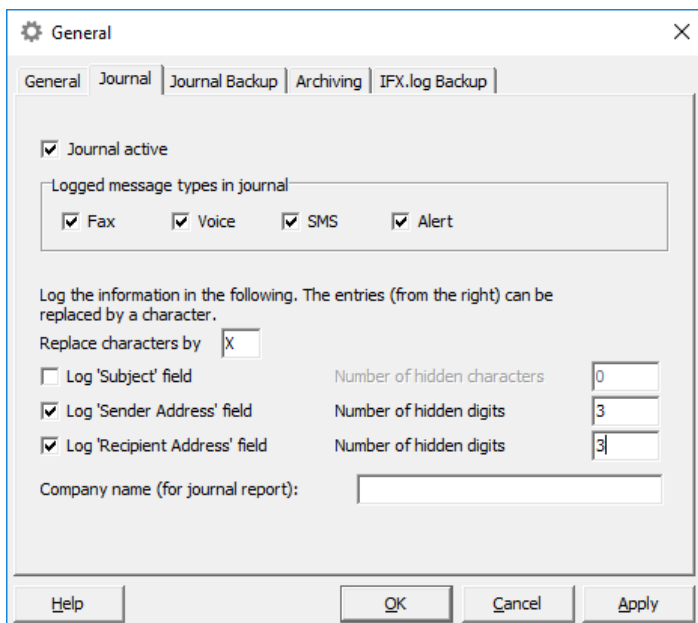 General
General Journal Journal Backup Archiving IFX.log Backup
Journal active
Logged message types in journal
Fax Voice SMS Alert
Log the information in the following. The entries (from the right) can be
replaced by a character.
Replace characters by X
Log 'Subject' field Number of hidden characters 0
Log 'Sender Address' field Number of hidden digits 3
Log 'Recipient Address' field Number of hidden digits 3
Company name (for journal report):
Help OK Cancel Apply